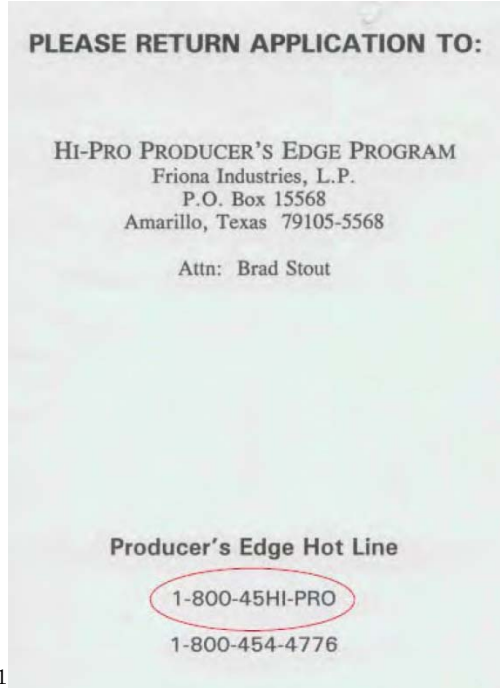 PLEASE RETURN APPLICATION TO:
HI-PRO PRODUCER'S EDGE PROGRAM
Friona Industries, L.P.
P.O. Box 15568
Amarillo, Texas 79105-5568
Attn: Brad Stout
Producer's Edge Hot Line
1-800-45HI-PRO
1-800-454-4776
1